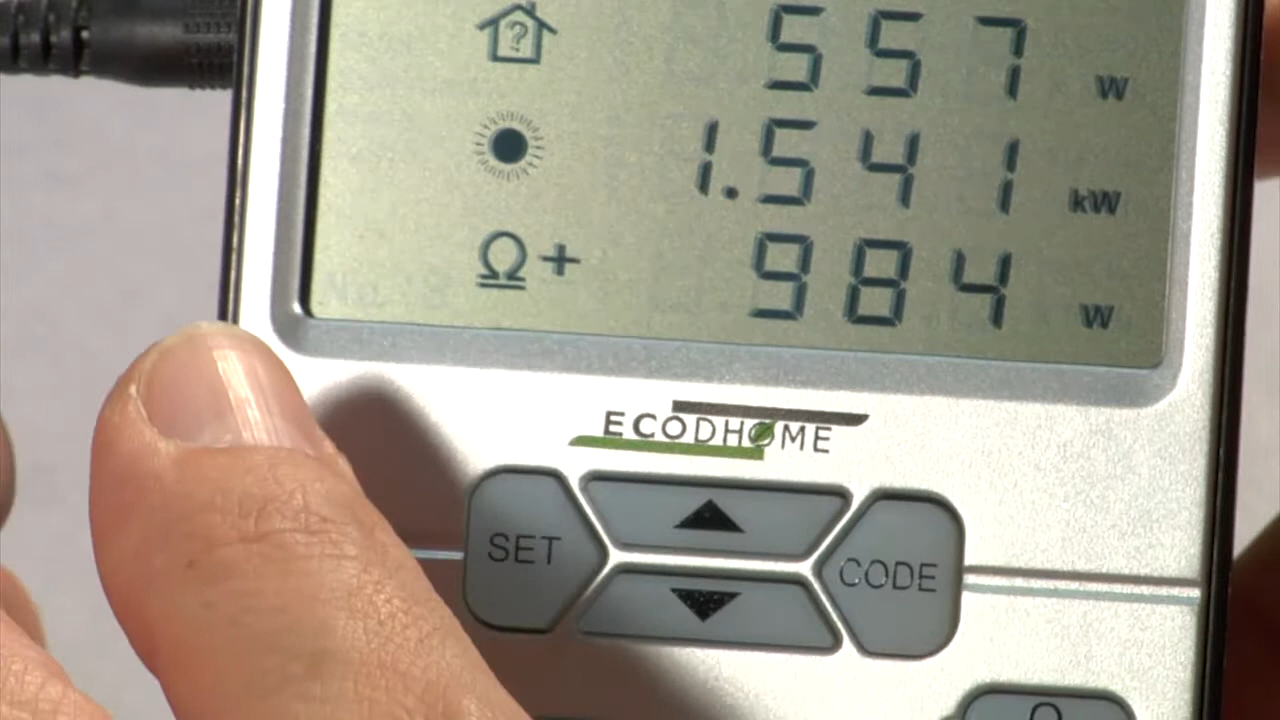 ? 557 W
1.541 kW
Ω + 984 W
ECODHOME
SET
CODE